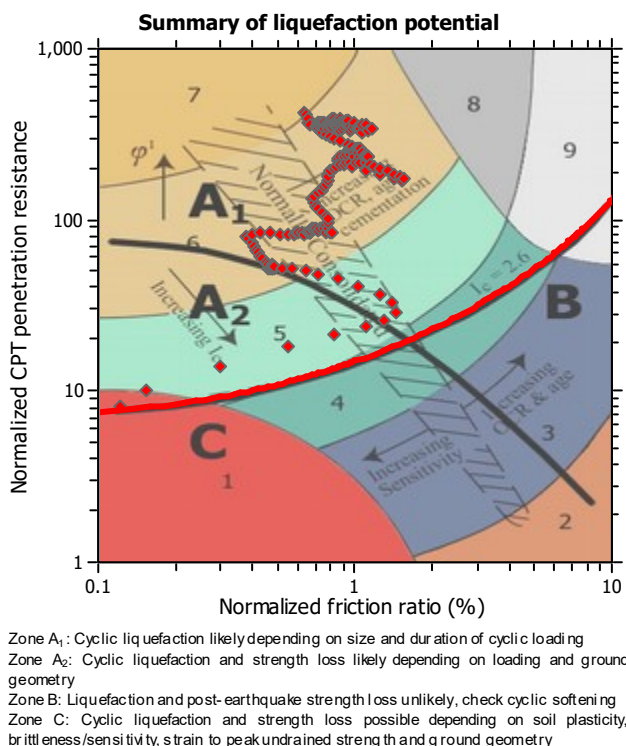 Summary of liquefaction potential
Normalized CPT penetration resistance
1,000
100
10
1
7
8
9
φ'
A1
Normally Consolidated
Increasing
OCR, age
cementation
6
A2
Increasing Ic
5
Ic = 2.6
B
4
C
1
Increasing
Sensitivity
Increasing
OCR & age
3
2
0.1
1
10
Normalized friction ratio (%)
Zone A1: Cyclic liquefaction likely depending on size and duration of cyclic loading
Zone A2: Cyclic liquefaction and strength loss likely depending on loading and ground
geometry
Zone B: Liquefaction and post-earthquake strength loss unlikely, check cyclic softening
Zone C: Cyclic liquefaction and strength loss possible depending on soil plasticity,
brittleness/sensitivity, strain to peak undrained strength and ground geometry